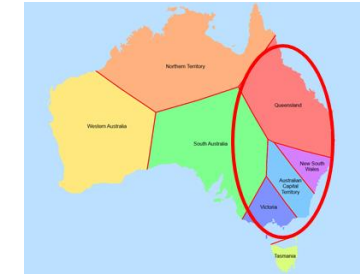 Northern Territory
Queensland
Western Australia
South Australia
New South
Wales
Australian
Capital
Territory
Victoria
Tasmania